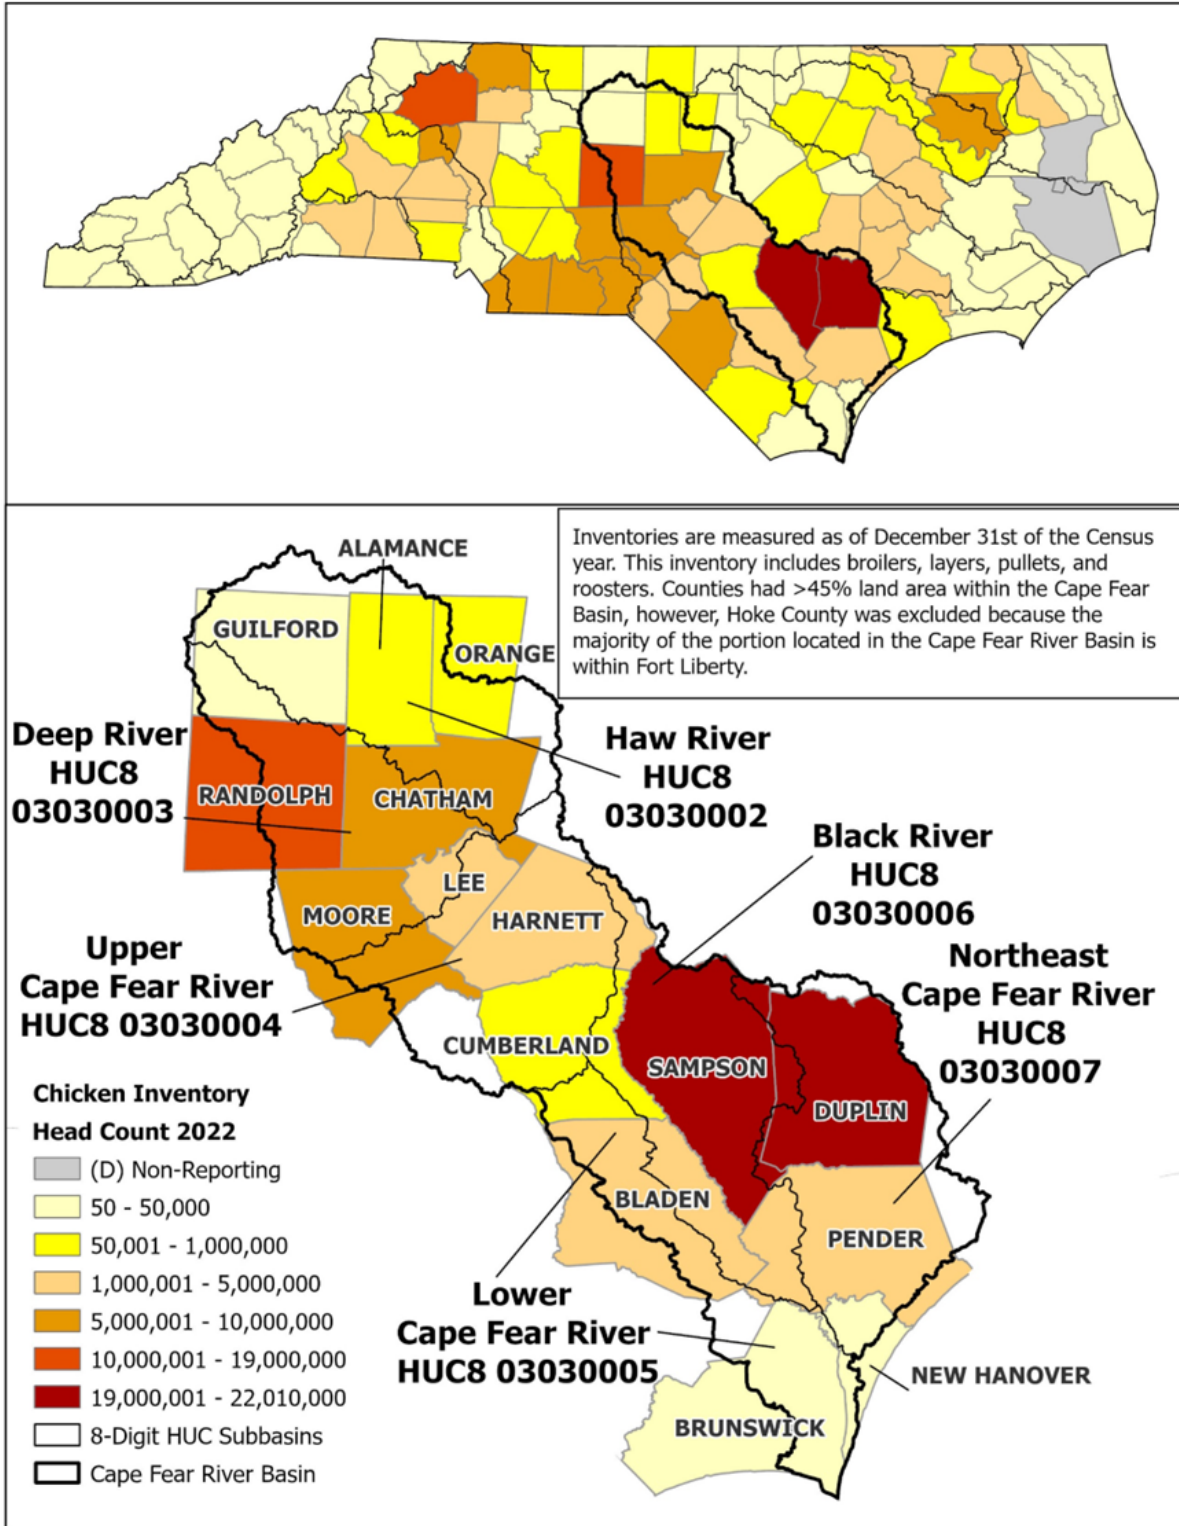 Inventories are measured as of December 31st of the Census
year. This inventory includes broilers, layers, pullets, and
roosters. Counties had >45% land area within the Cape Fear
Basin, however, Hoke County was excluded because the
majority of the portion located in the Cape Fear River Basin is
within Fort Liberty.
ALAMANCE
GUILFORD
ORANGE
Deep River
HUC8
03030003
Haw River
HUC8
03030002
RANDOLPH
CHATHAM
Black River
HUC8
03030006
LEE
MOORE
HARNETT
Upper
Cape Fear River
HUC8 03030004
Northeast
Cape Fear River
HUC8
03030007
CUMBERLAND
SAMPSON
DUPLIN
BLADEN
PENDER
Lower
Cape Fear River
HUC8 03030005
NEW HANOVER
BRUNSWICK
Chicken Inventory
Head Count 2022
(D) Non-Reporting
50 - 50,000
50,001 - 1,000,000
1,000,001 - 5,000,000
5,000,001 - 10,000,000
10,000,001 - 19,000,000
19,000,001 - 22,010,000
8-Digit HUC Subbasins
Cape Fear River Basin